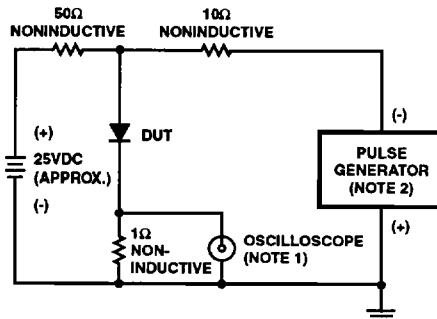 50Ω
NONINDUCTIVE
10Ω
NONINDUCTIVE
(+)
25VDC
(APPROX.)
(-)
DUT
1Ω
NON-
INDUCTIVE
OSCILLOSCOPE
(NOTE 1)
(-)
PULSE
GENERATOR
(NOTE 2)
(+)